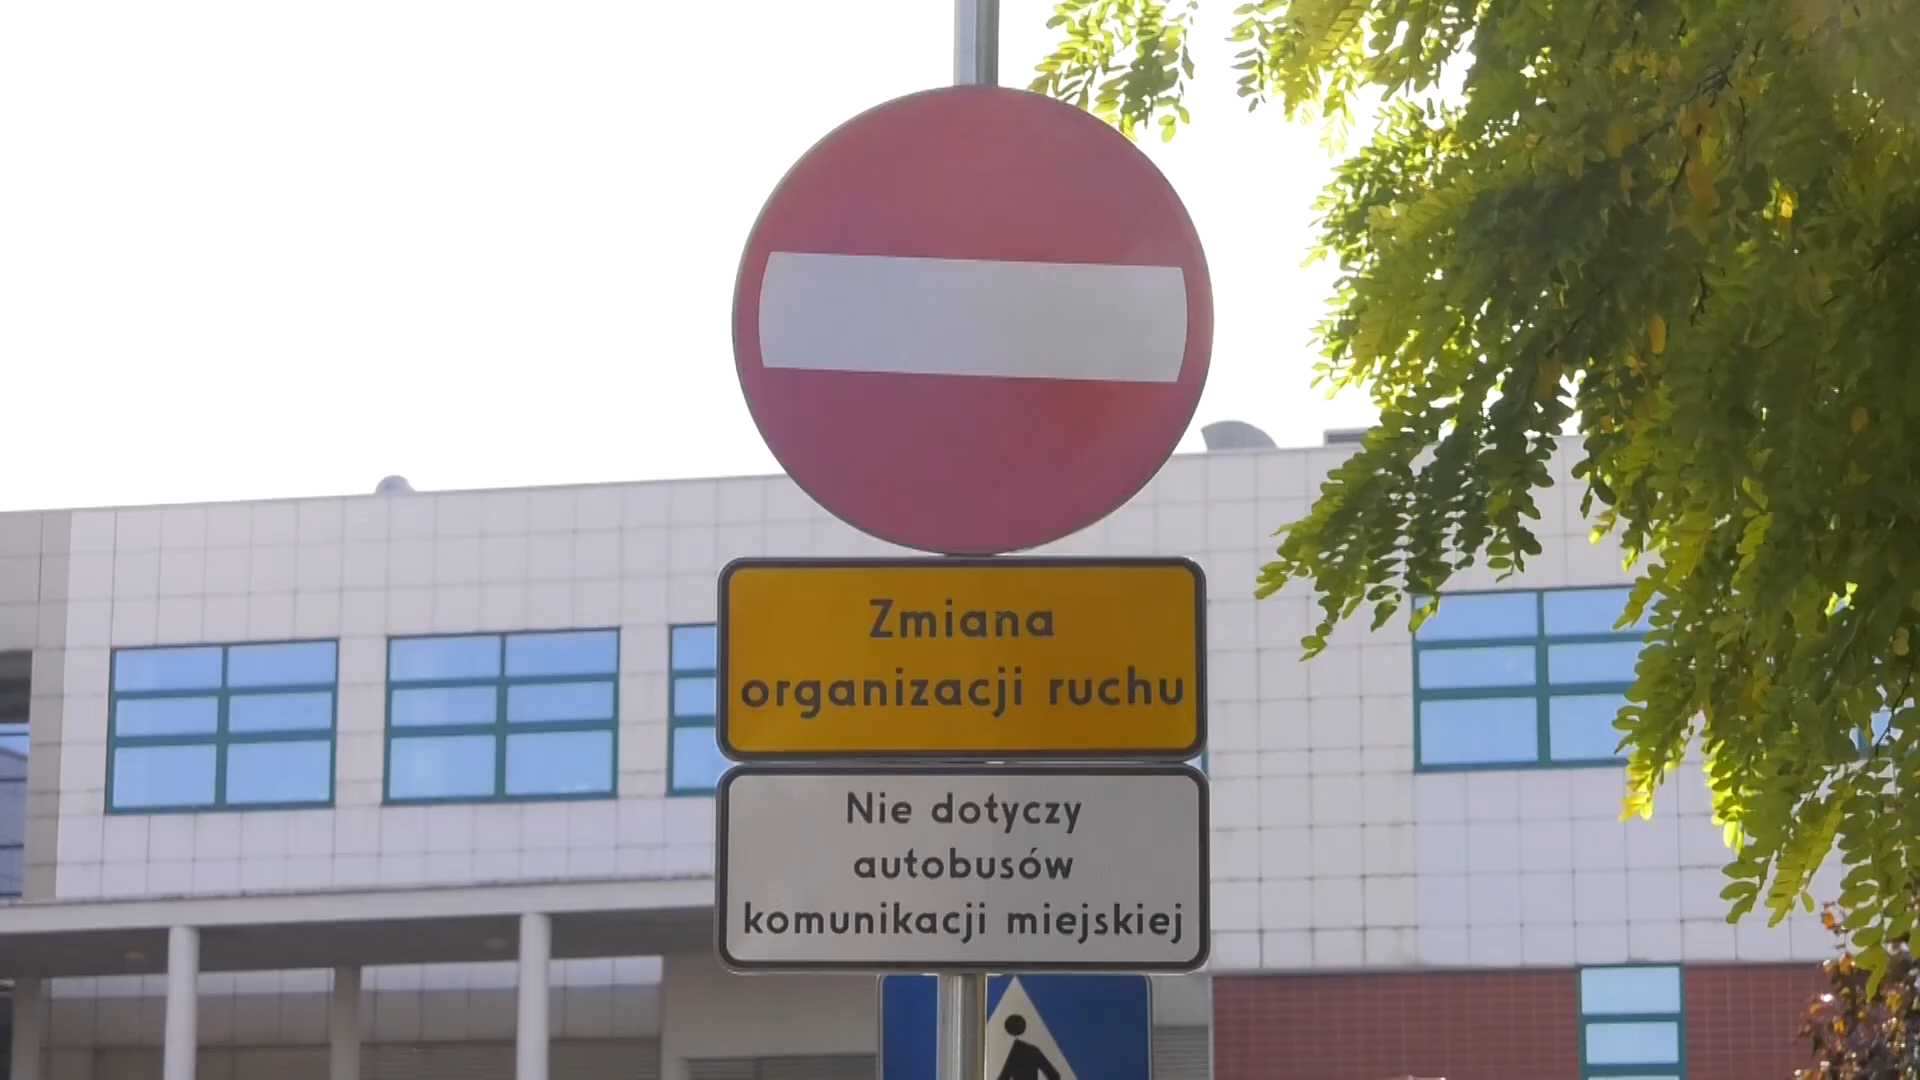 Zmiana
organizacji ruchu
Nie dotyczy
autobusów
komunikacji miejskiej